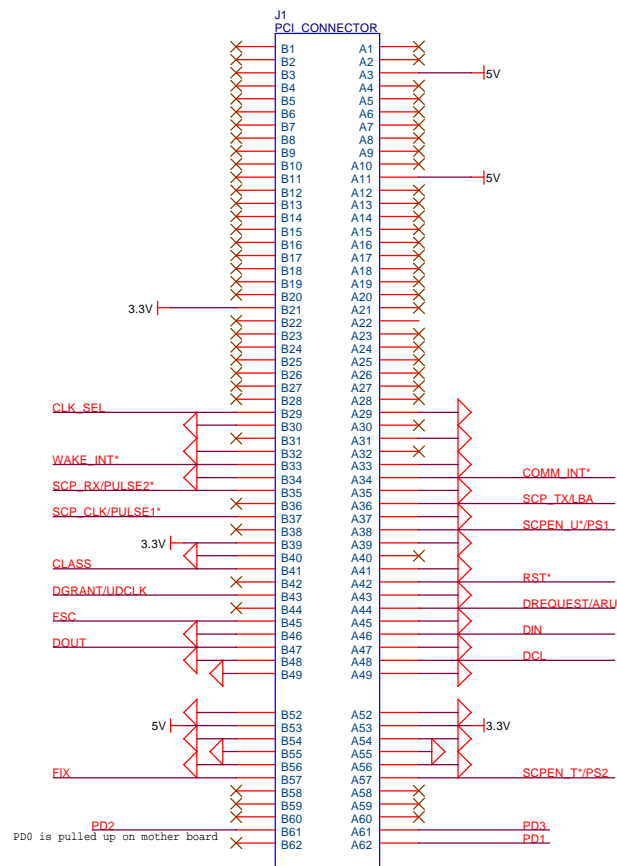 J1
PCI_CONNECTOR
B1 A1
B2 A2
B3 A3 5V
B4 A4
B5 A5
B6 A6
B7 A7
B8 A8
B9 A9
B10 A10
B11 A11 5V
B12 A12
B13 A13
B14 A14
B15 A15
B16 A16
B17 A17
B18 A18
B19 A19
B20 A20
3.3V B21 A21
B22 A22
B23 A23
B24 A24
B25 A25
B26 A26
B27 A27
B28 A28
CLK_SEL B29 A29
B30 A30
B31 A31
B32 A32
WAKE_INT* B33 A33
B34 A34 COMM_INT*
SCP_RX/PULSE2* B35 A35
B36 A36 SCP_TX/LBA
SCP_CLK/PULSE1* B37 A37
B38 A38 SCPEN_U*/PS1
3.3V B39 A39
B40 A40
CLASS B41 A41
B42 A42 RST*
DGRANT/UDCLK B43 A43
B44 A44 DREQUEST/ARU
FSC B45 A45
B46 A46 DIN
DOUT B47 A47
B48 A48 DCL
B49 A49
B52 A52
5V B53 A53 3.3V
B54 A54
B55 A55
B56 A56
FIX B57 A57 SCPEN_T*/PS2
B58 A58
B59 A59
B60 A60
PD2 B61 A61 PD3
PD0 is pulled up on mother board B62 A62 PD1